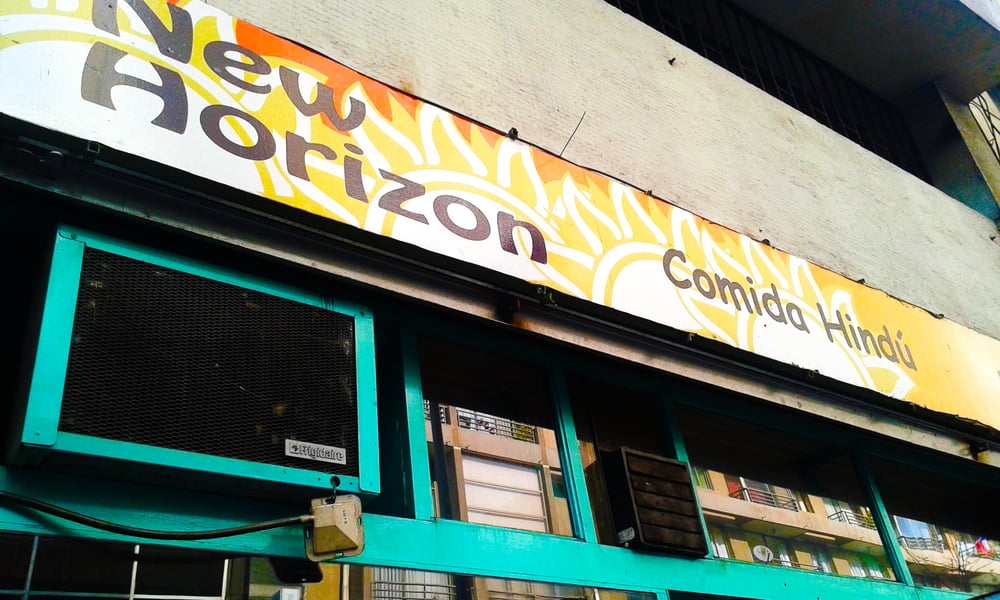 New
Horizon
Comida Hindú
Frigidaire